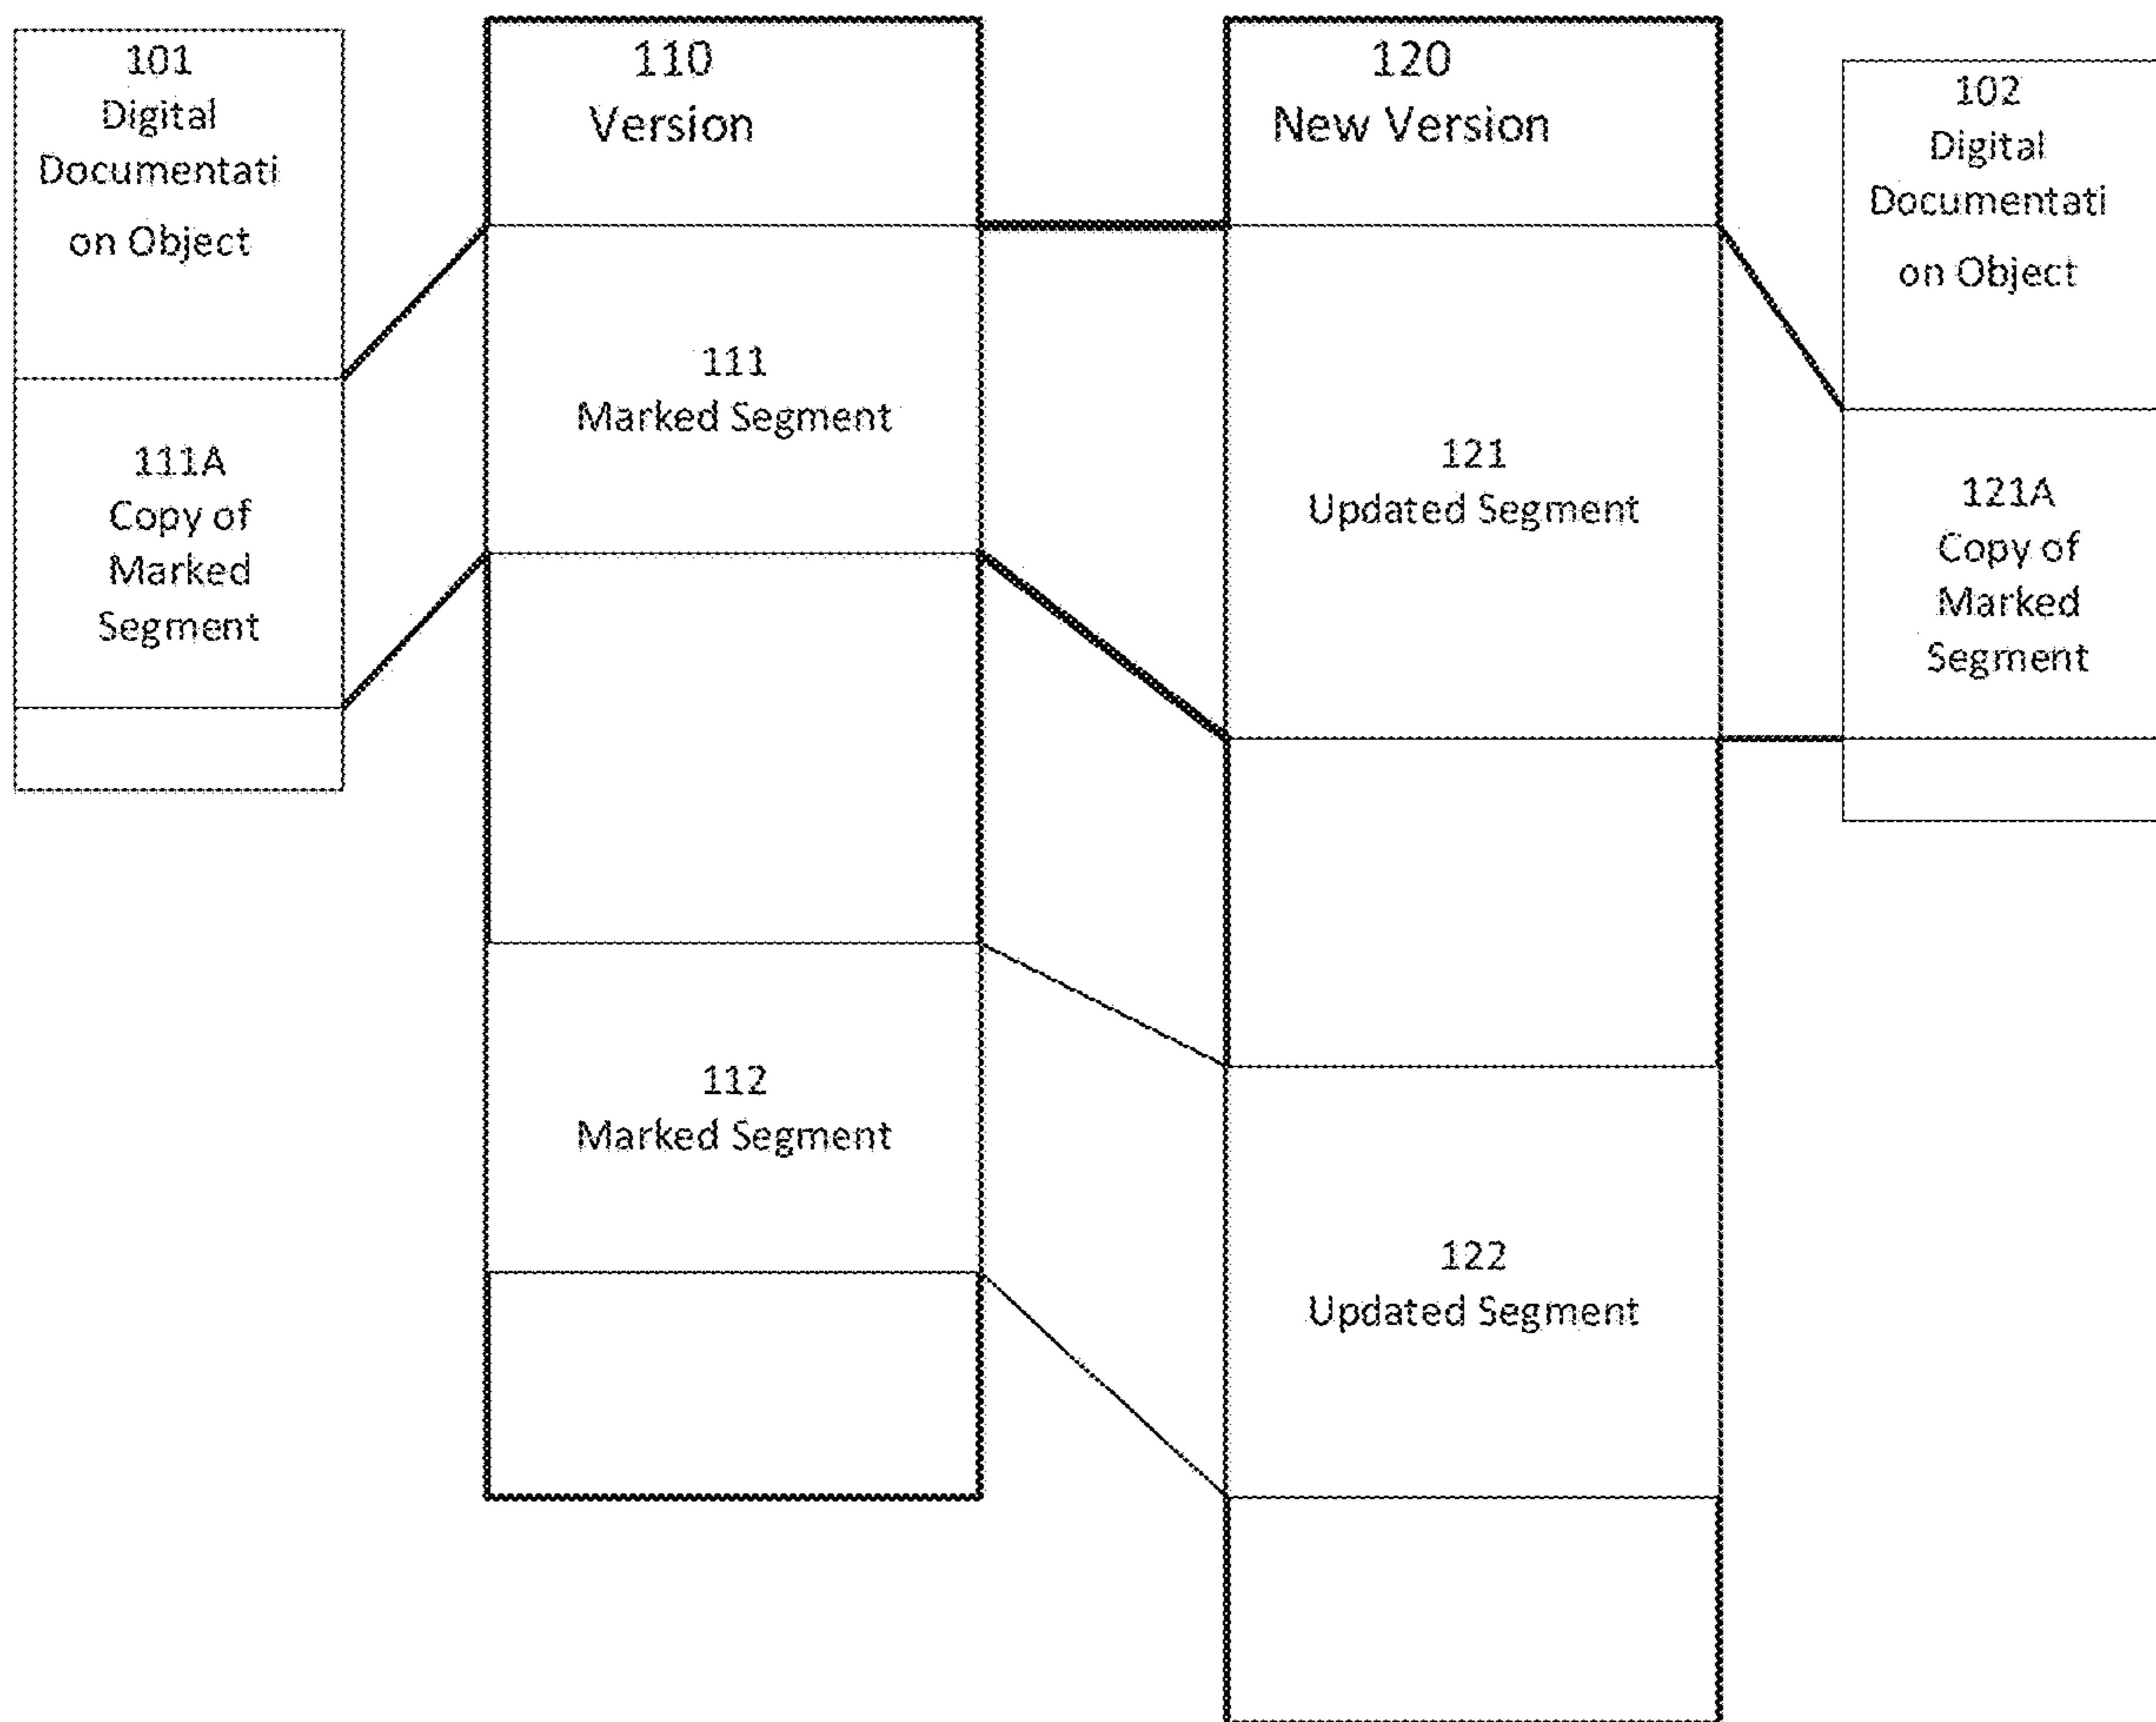 101
Digital
Documentati
on Object
111A
Copy of
Marked
Segment
110
Version
111
Marked Segment
112
Marked Segment
120
New Version
121
Updated Segment
122
Updated Segment
102
Digital
Documentati
on Object
121A
Copy of
Marked
Segment